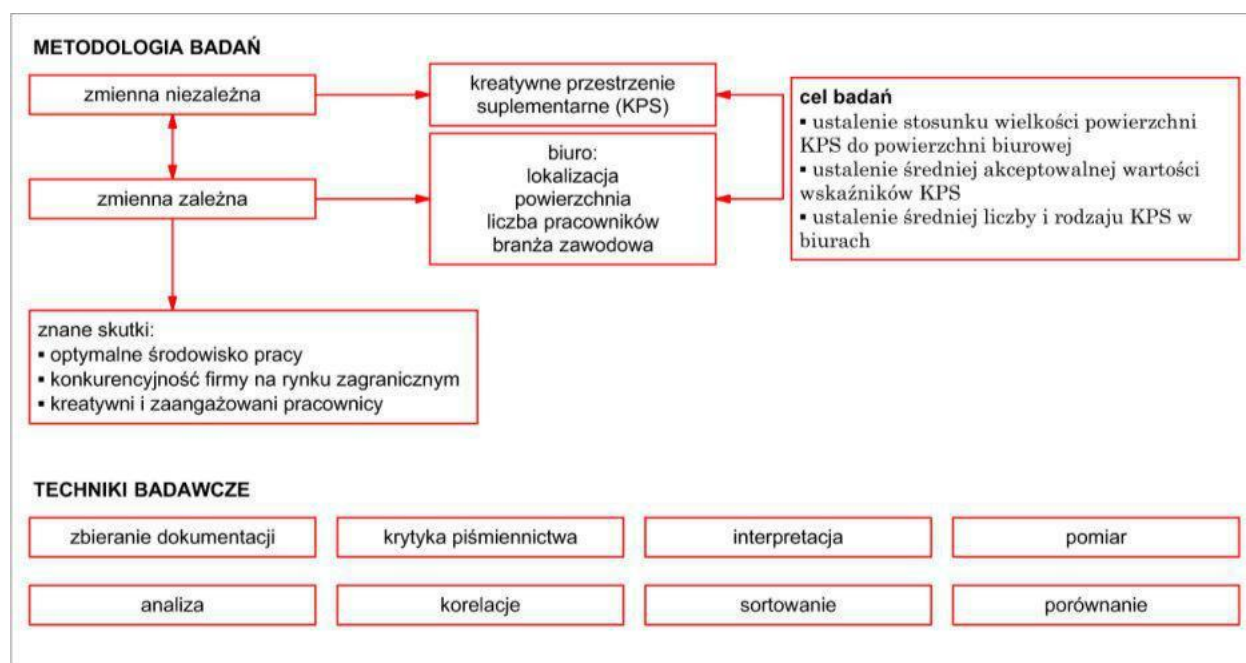 METODOLOGIA BADAŃ
zmienna niezależna
kreatywne przestrzenie
suplementarne (KPS)
cel badań
▪ ustalenie stosunku wielkości powierzchni
KPS do powierzchni biurowej
▪ ustalenie średniej akceptowalnej wartości
wskaźników KPS
▪ ustalenie średniej liczby i rodzaju KPS w
biurach
zmienna zależna
biuro:
lokalizacja
powierzchnia
liczba pracowników
branża zawodowa
znane skutki:
▪ optymalne środowisko pracy
▪ konkurencyjność firmy na rynku zagranicznym
▪ kreatywni i zaangażowani pracownicy
TECHNIKI BADAWCZE
zbieranie dokumentacji
krytyka piśmiennictwa
interpretacja
pomiar
analiza
korelacje
sortowanie
porównanie